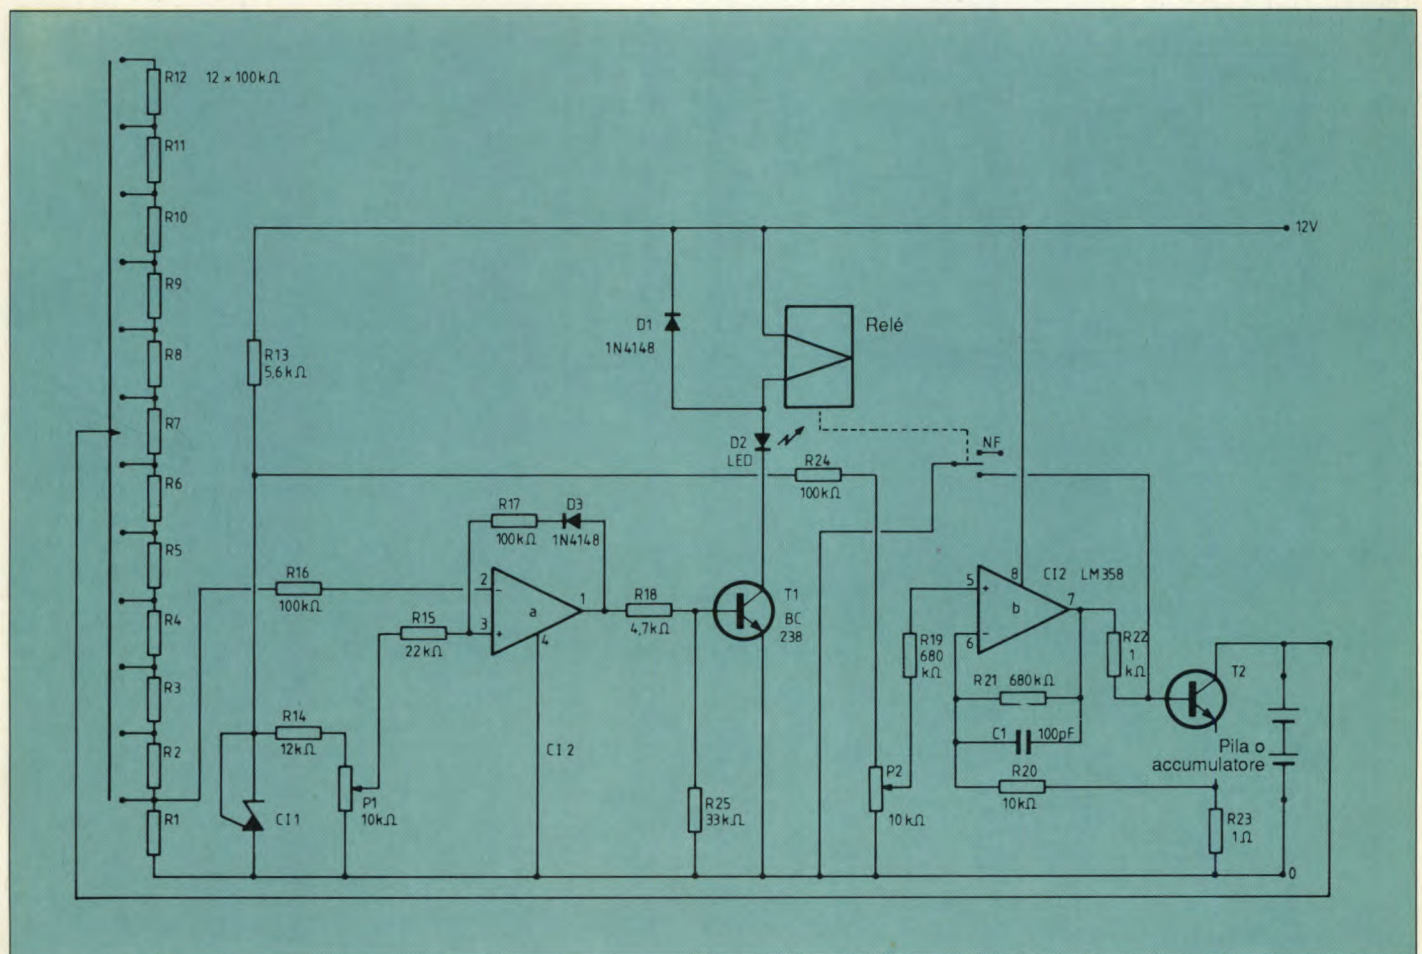 R12 12 x 100kΩ
R11
R10
R9
R8
R7
R6
R5
R4
R3
R2
R1
12V
D1
1N4148
Relé
R13
5,6kΩ
D2
LED
NF
R24
100kΩ
R17
100kΩ
D3
1N4148
R16
100kΩ
R15
22kΩ
2
-
3
+
a
1
4
R18
4,7kΩ
T1
BC
238
CI2 LM358
5
+
8
b
7
6
-
R19
680
kΩ
R22
1
kΩ
R21 680kΩ
C1 100pF
R20
10kΩ
T2
Pila o
accumulatore
R14
12kΩ
P1
10kΩ
CI1
CI2
R25
33kΩ
P2
10kΩ
R23
1Ω
0